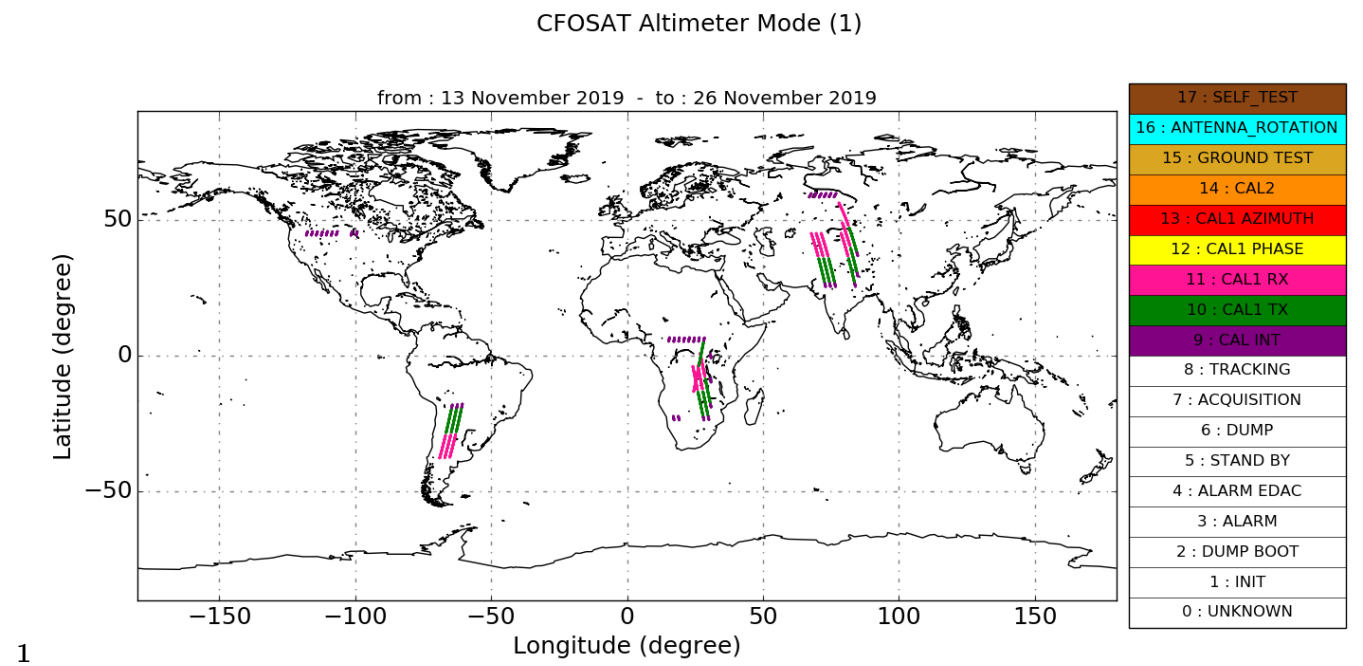 CFOSAT Altimeter Mode (1)
from : 13 November 2019 - to : 26 November 2019
17 : SELF_TEST
16 : ANTENNA_ROTATION
15 : GROUND TEST
14 : CAL2
13 : CAL1 AZIMUTH
12 : CAL1 PHASE
11 : CAL1 RX
10 : CAL1 TX
9 : CAL INT
8 : TRACKING
7 : ACQUISITION
6 : DUMP
5 : STAND BY
4 : ALARM EDAC
3 : ALARM
2 : DUMP BOOT
1 : INIT
0 : UNKNOWN
Latitude (degree)
50
0
−50
−150 −100 −50 0 50 100 150
Longitude (degree)
1